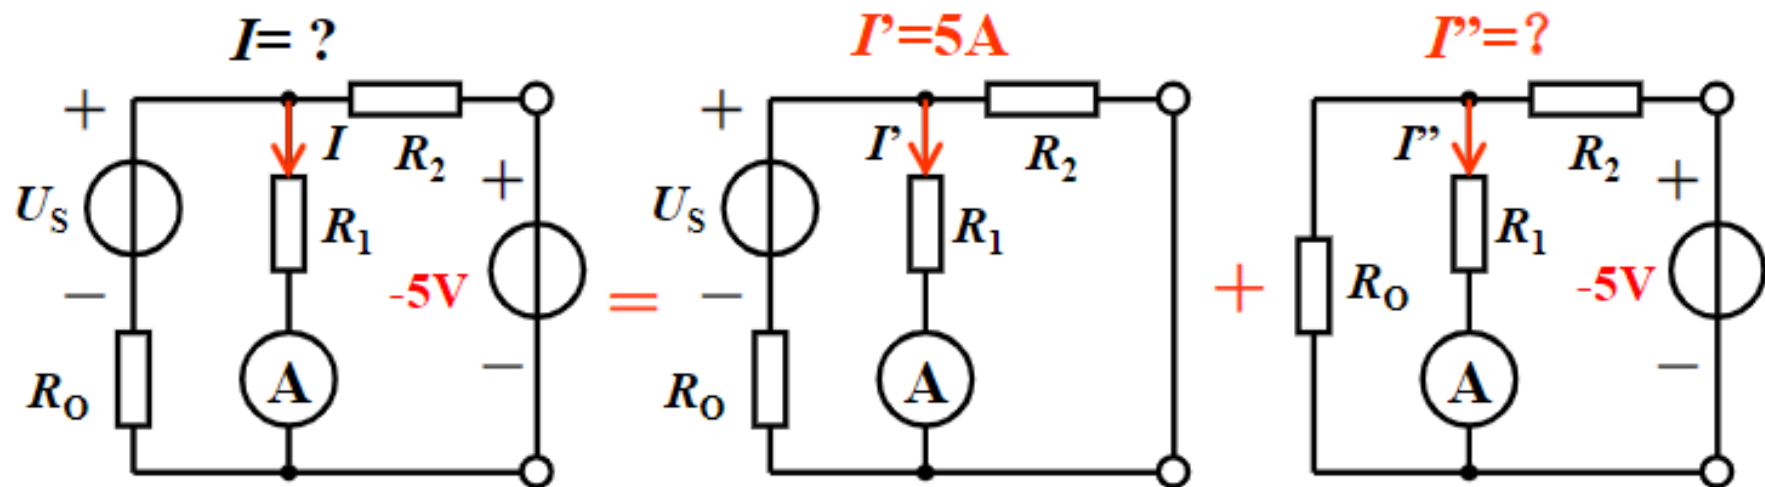 I= ?
I’=5A
I”=?
+
I
R2
+
US
R1
-5V
−
−
RO
A
=
+
I’
R2
US
R1
−
RO
A
+
I”
R2
+
R1
RO
-5V
−
A